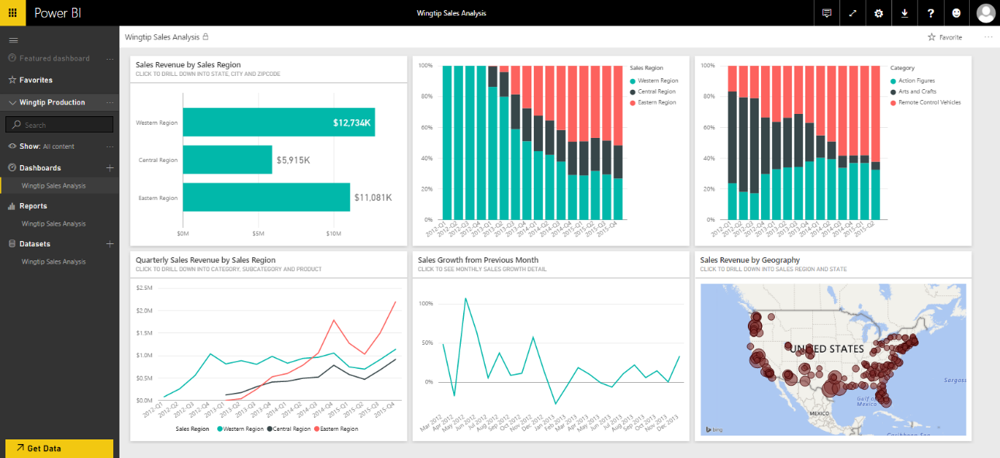 Power BI
Wingtip Sales Analysis
Featured dashboard
Favorites
Wingtip Production
Search
Show: All content
Dashboards
Wingtip Sales Analysis
Reports
Wingtip Sales Analysis
Datasets
Wingtip Sales Analysis
Get Data
Wingtip Sales Analysis
Favorite
Sales Revenue by Sales Region
CLICK TO DRILL DOWN INTO STATE, CITY AND ZIPCODE
Western Region
$12,734K
Central Region
$5,915K
Eastern Region
$11,081K
$0M $5M $10M
100%
80%
60%
40%
20%
0%
2012-Q1 2012-Q2 2012-Q3 2012-Q4 2013-Q1 2013-Q2 2013-Q3 2013-Q4 2014-Q1 2014-Q2 2014-Q3 2014-Q4 2015-Q1 2015-Q2 2015-Q3 2015-Q4
Sales Region
Western Region
Central Region
Eastern Region
100%
80%
60%
40%
20%
0%
2012-Q1 2012-Q2 2012-Q3 2012-Q4 2013-Q1 2013-Q2 2013-Q3 2013-Q4 2014-Q1 2014-Q2 2014-Q3 2014-Q4 2015-Q1 2015-Q2
Category
Action Figures
Arts and Crafts
Remote Control Vehicles
Quarterly Sales Revenue by Sales Region
CLICK TO DRILL DOWN INTO CATEGORY, SUBCATEGORY AND PRODUCT
$2.5M
$2.0M
$1.5M
$1.0M
$0.5M
$0.0M
2012-Q1 2012-Q2 2012-Q3 2012-Q4 2013-Q1 2013-Q2 2013-Q3 2013-Q4 2014-Q1 2014-Q2 2014-Q3 2014-Q4 2015-Q1 2015-Q2 2015-Q3 2015-Q4
Sales Region Western Region Central Region Eastern Region
Sales Growth from Previous Month
CLICK TO SEE MONTHLY SALES GROWTH DETAIL
100%
50%
0%
Mar 2012 Apr 2012 May 2012 Jun 2012 Jul 2012 Aug 2012 Sep 2012 Oct 2012 Nov 2012 Dec 2012 Jan 2013 Feb 2013 Mar 2013 Apr 2013 May 2013 Jun 2013 Jul 2013 Aug 2013 Sep 2013 Oct 2013 Nov 2013 Dec 2013
Sales Revenue by Geography
CLICK TO DRILL DOWN INTO SALES REGION AND STATE
UNITED STATES
Sargass
Gulf of
Mexico
MEXICO
bing
Caribbean Sea